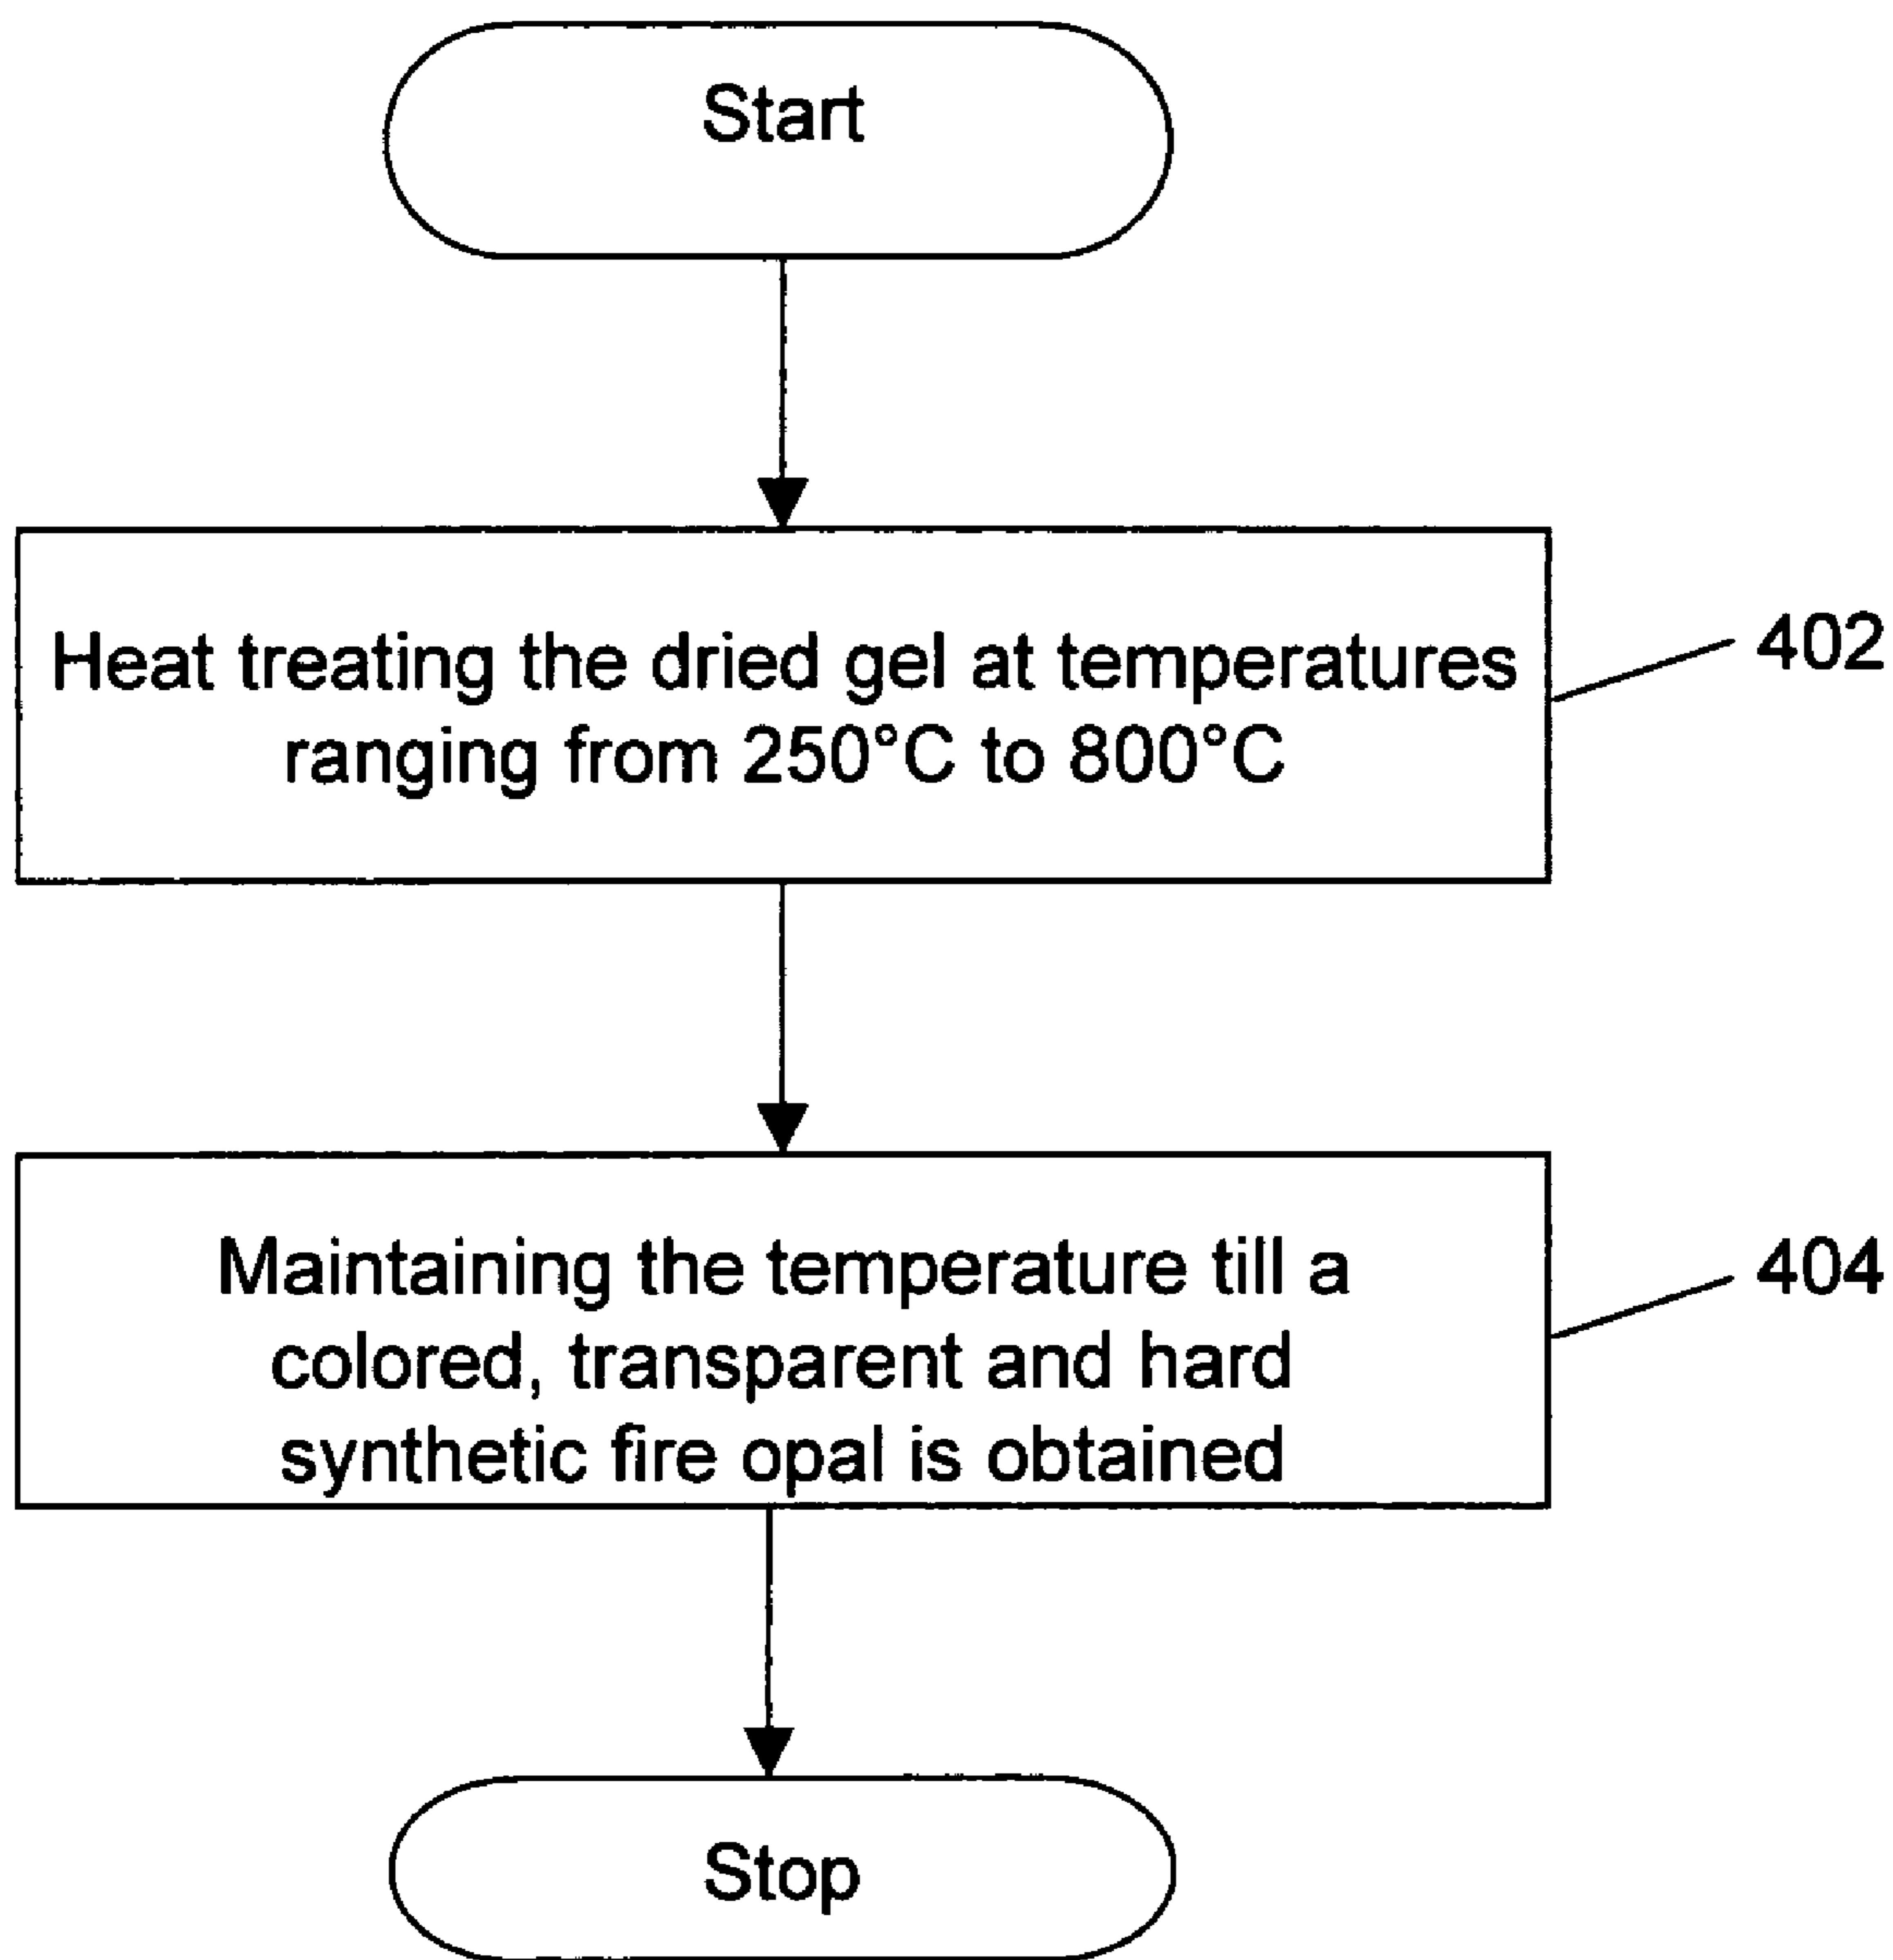 Start
Heat treating the dried gel at temperatures
ranging from 250°C to 800°C
402
Maintaining the temperature till a
colored, transparent and hard
synthetic fire opal is obtained
404
Stop